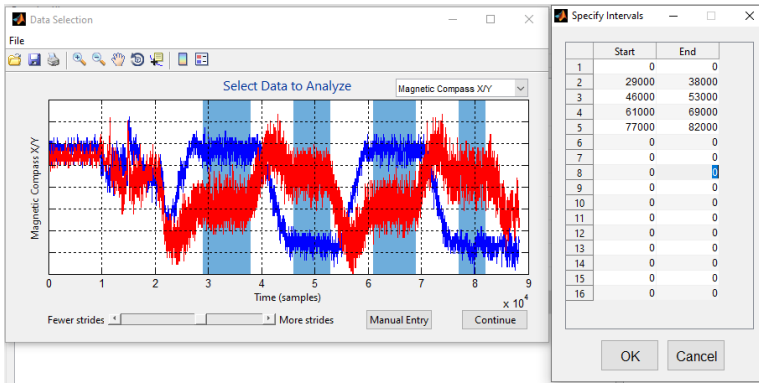 Data Selection
File
Select Data to Analyze
Magnetic Compass X/Y
Magnetic Compass X/Y
0 1 2 3 4 5 6 7 8 9
Time (samples)
x 10^4
Fewer strides
More strides
Manual Entry
Continue
Specify Intervals
Start End
1 0 0
2 29000 38000
3 46000 53000
4 61000 69000
5 77000 82000
6 0 0
7 0 0
8 0 0
9 0 0
10 0 0
11 0 0
12 0 0
13 0 0
14 0 0
15 0 0
16 0 0
OK Cancel